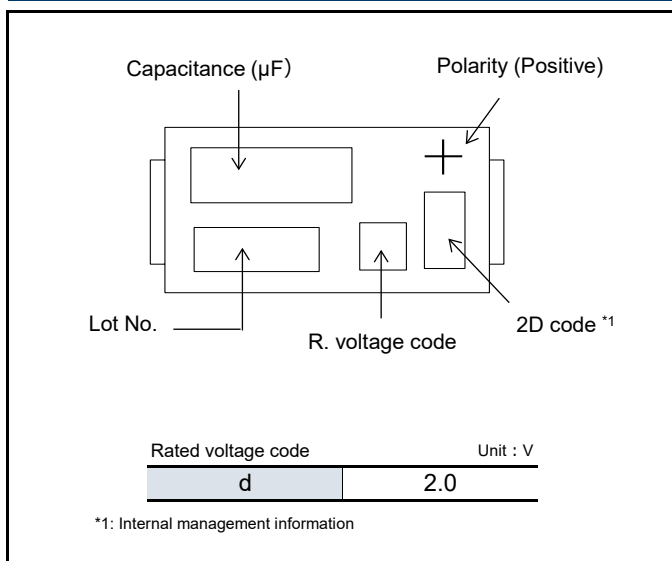 Capacitance (μF） Polarity (Positive)
+
Lot No.
R. voltage code
2D code *1
Rated voltage code Unit：V
d 2.0
*1: Internal management information